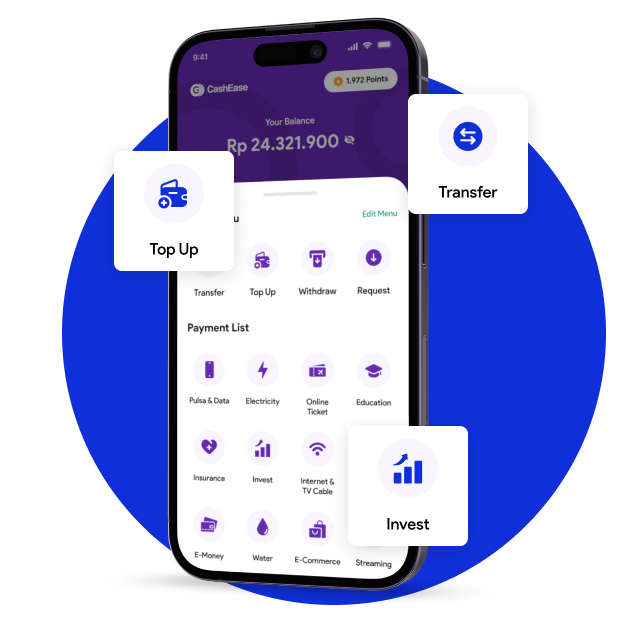 9:41
CashEase
1.972 Points
Your Balance
Rp 24.321.900
Edit Menu
Transfer
Top Up
Transfer
Top Up
Withdraw
Request
Payment List
Pulsa & Data
Electricity
Online
Ticket
Education
Insurance
Invest
Internet &
TV Cable
Invest
E-Money
Water
E-Commerce
Streaming